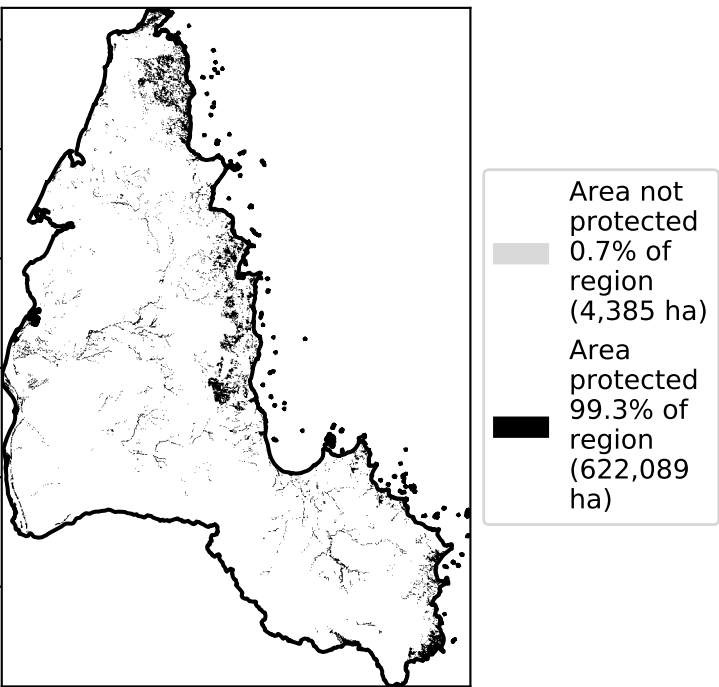 Area not
protected
0.7% of
region
(4,385 ha)
Area
protected
99.3% of
region
(622,089
ha)